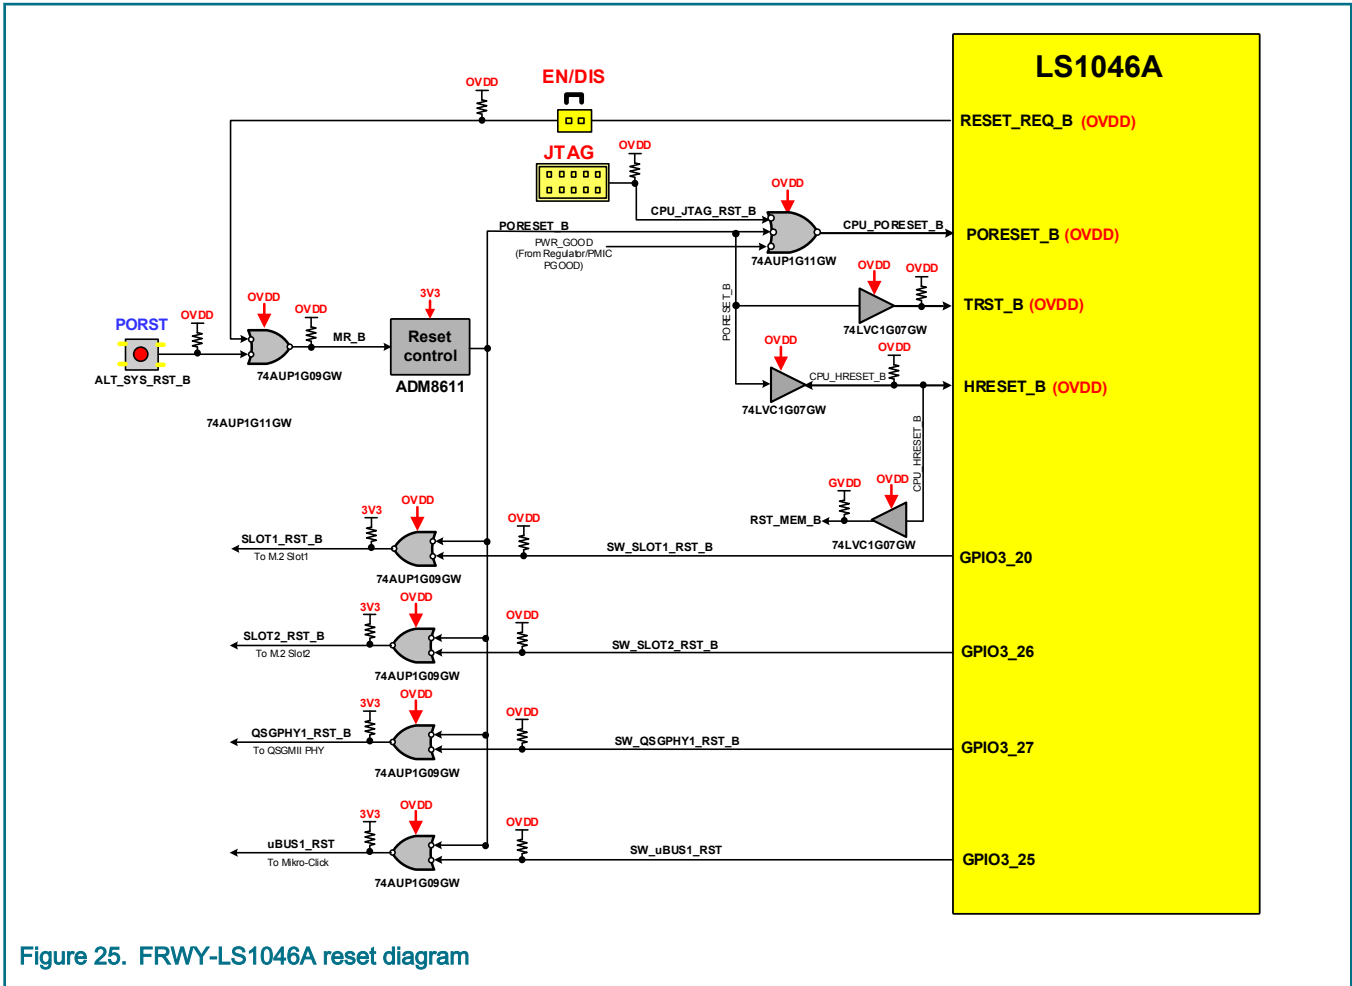 LS1046A
EN/DIS
OVDD
RESET_REQ_B (OVDD)
JTAG
OVDD
OVDD
CPU_JTAG_RST_B
PORESET_B
CPU_PORESET_B
PORESET_B (OVDD)
PWR_GOOD
(From Regulator/PMIC
PGOOD)
74AUP1G11GW
OVDD
OVDD
PORESET_B
TRST_B (OVDD)
74LVC1G07GW
3V3
OVDD
OVDD
OVDD
PORST
MR_B
Reset
control
ADM8611
ALT_SYS_RST_B
74AUP1G09GW
74AUP1G11GW
OVDD
OVDD
CPU_HRESET_B
HRESET_B (OVDD)
74LVC1G07GW
CPU_HRESET_B
GVDD
OVDD
RST_MEM_B
74LVC1G07GW
3V3
OVDD
OVDD
SLOT1_RST_B
To M.2 Slot1
SW_SLOT1_RST_B
GPIO3_20
74AUP1G09GW
3V3
OVDD
OVDD
SLOT2_RST_B
To M.2 Slot2
SW_SLOT2_RST_B
GPIO3_26
74AUP1G09GW
3V3
OVDD
OVDD
QSGPHY1_RST_B
To QSGMII PHY
SW_QSGPHY1_RST_B
GPIO3_27
74AUP1G09GW
3V3
OVDD
OVDD
uBUS1_RST
To Mikro-Click
SW_uBUS1_RST
GPIO3_25
74AUP1G09GW
Figure 25. FRWY-LS1046A reset diagram